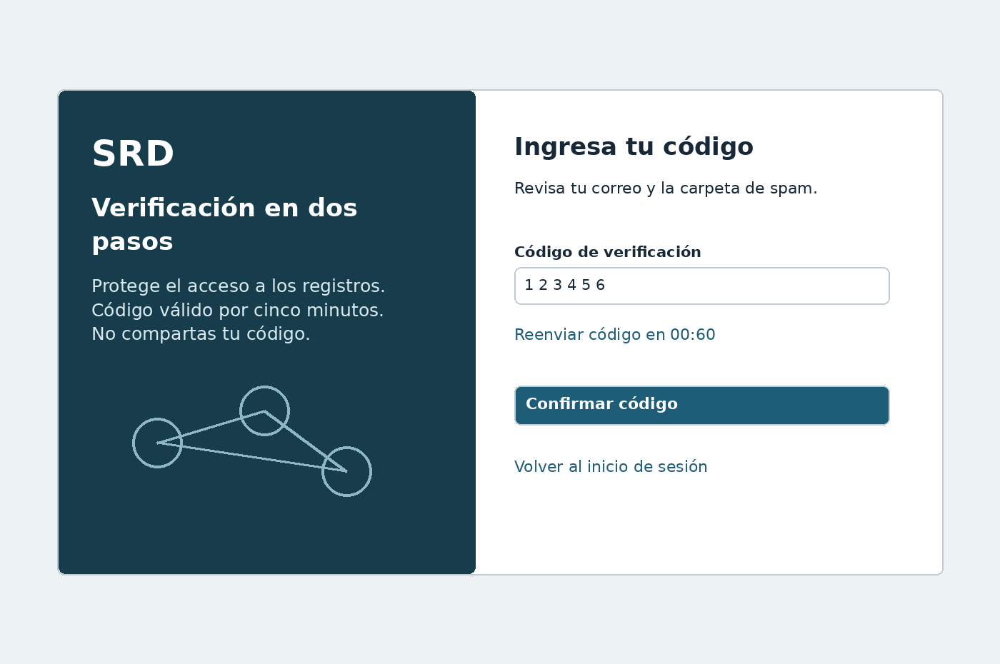 SRD
Verificación en dos
pasos
Protege el acceso a los registros.
Código válido por cinco minutos.
No compartas tu código.
Ingresa tu código
Revisa tu correo y la carpeta de spam.
Código de verificación
1 2 3 4 5 6
Reenviar código en 00:60
Confirmar código
Volver al inicio de sesión